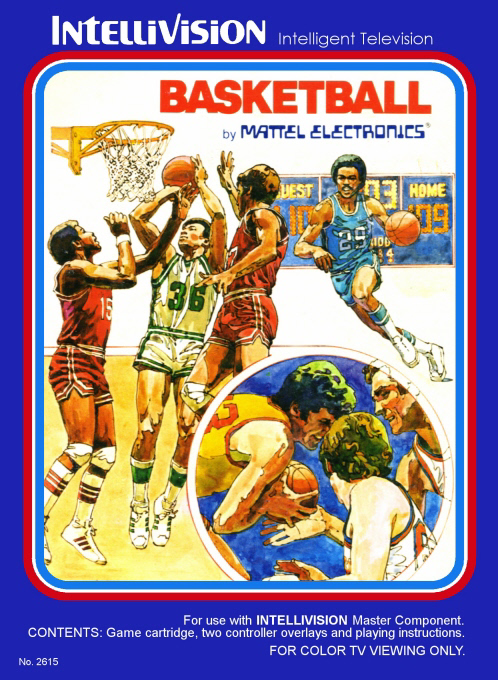 INTELLIVISION Intelligent Television
BASKETBALL
by MATTEL ELECTRONICS®
UEST 03 HOME
109
29
36
15
For use with INTELLIVISION Master Component.
CONTENTS: Game cartridge, two controller overlays and playing instructions.
FOR COLOR TV VIEWING ONLY.
No. 2615